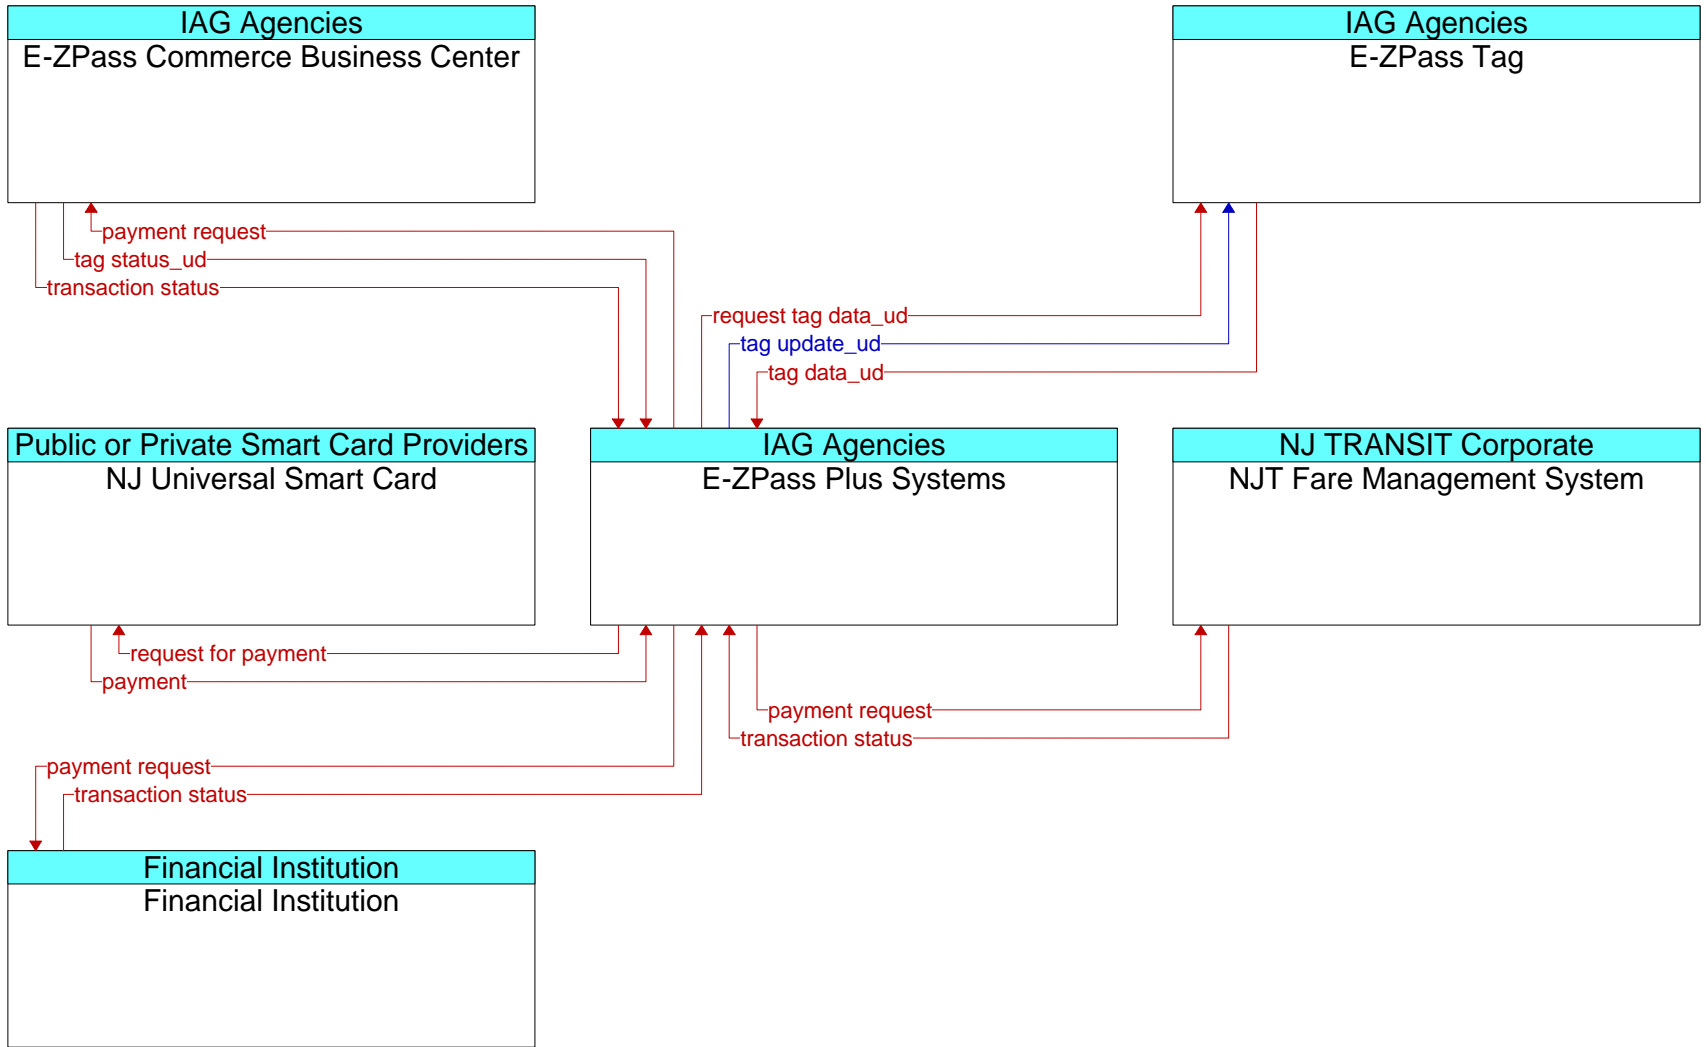 IAG Agencies
E-ZPass Commerce Business Center
IAG Agencies
E-ZPass Tag
payment request
tag status_ud
transaction status
request tag data_ud
tag update_ud
tag data_ud
Public or Private Smart Card Providers
NJ Universal Smart Card
IAG Agencies
E-ZPass Plus Systems
NJ TRANSIT Corporate
NJT Fare Management System
request for payment
payment
payment request
transaction status
payment request
transaction status
Financial Institution
Financial Institution